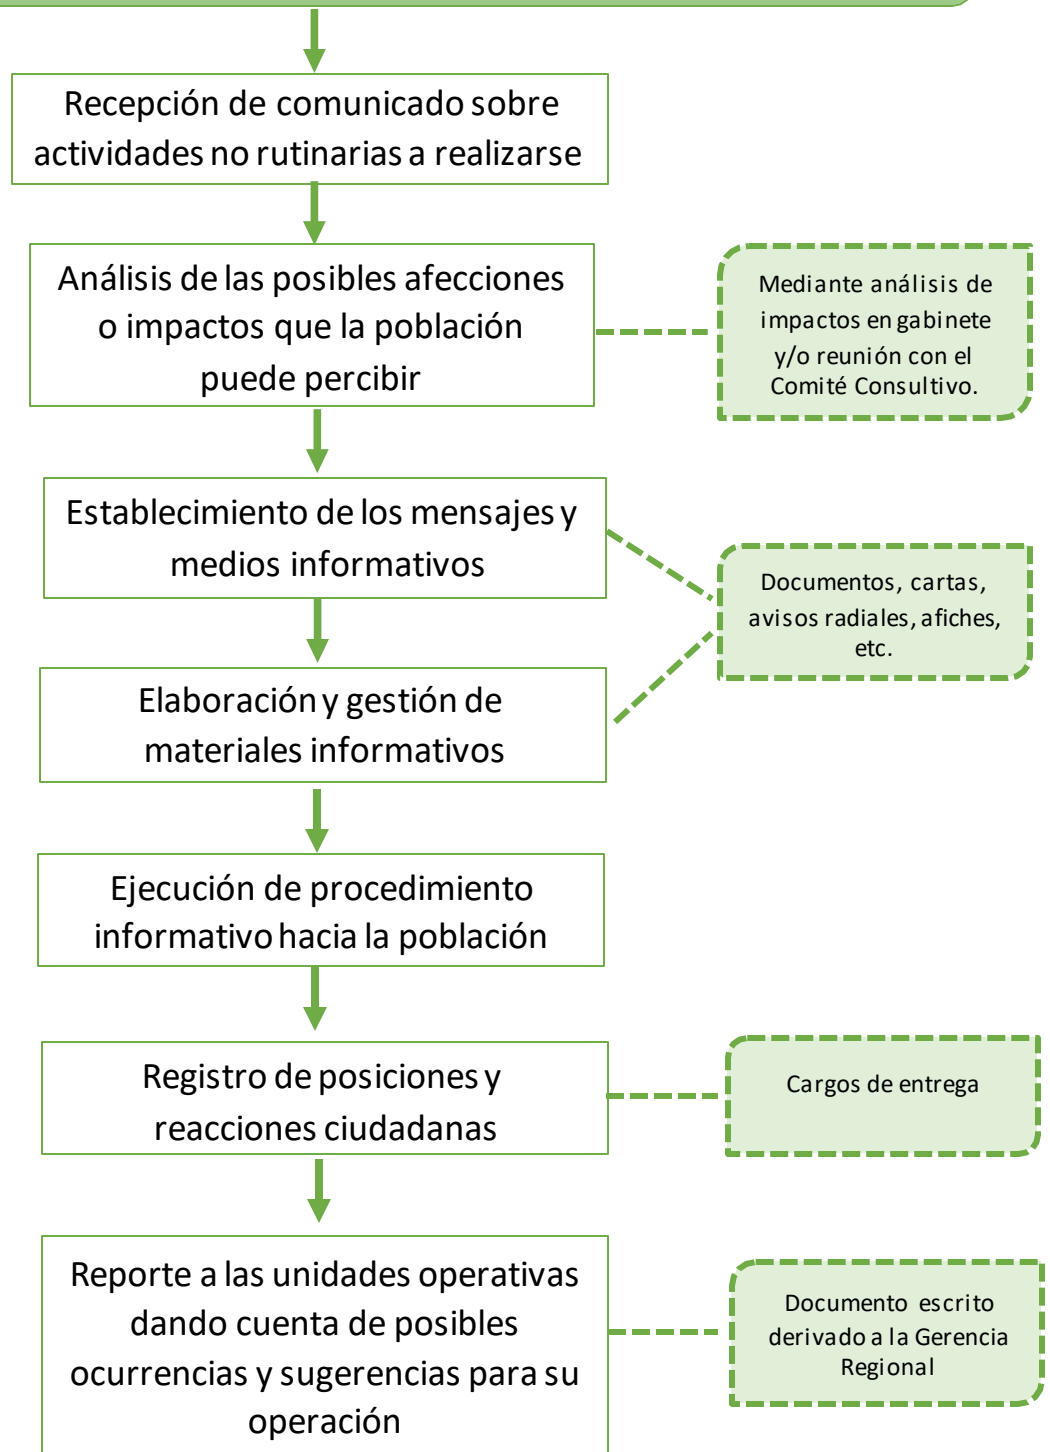 Recepción de comunicado sobre
actividades no rutinarias a realizarse
Análisis de las posibles afecciones
o impactos que la población
puede percibir
Mediante análisis de
impactos en gabinete
y/o reunión con el
Comité Consultivo.
Establecimiento de los mensajes y
medios informativos
Documentos, cartas,
avisos radiales, afiches,
etc.
Elaboración y gestión de
materiales informativos
Ejecución de procedimiento
informativo hacia la población
Registro de posiciones y
reacciones ciudadanas
Cargos de entrega
Reporte a las unidades operativas
dando cuenta de posibles
ocurrencias y sugerencias para su
operación
Documento escrito
derivado a la Gerencia
Regional